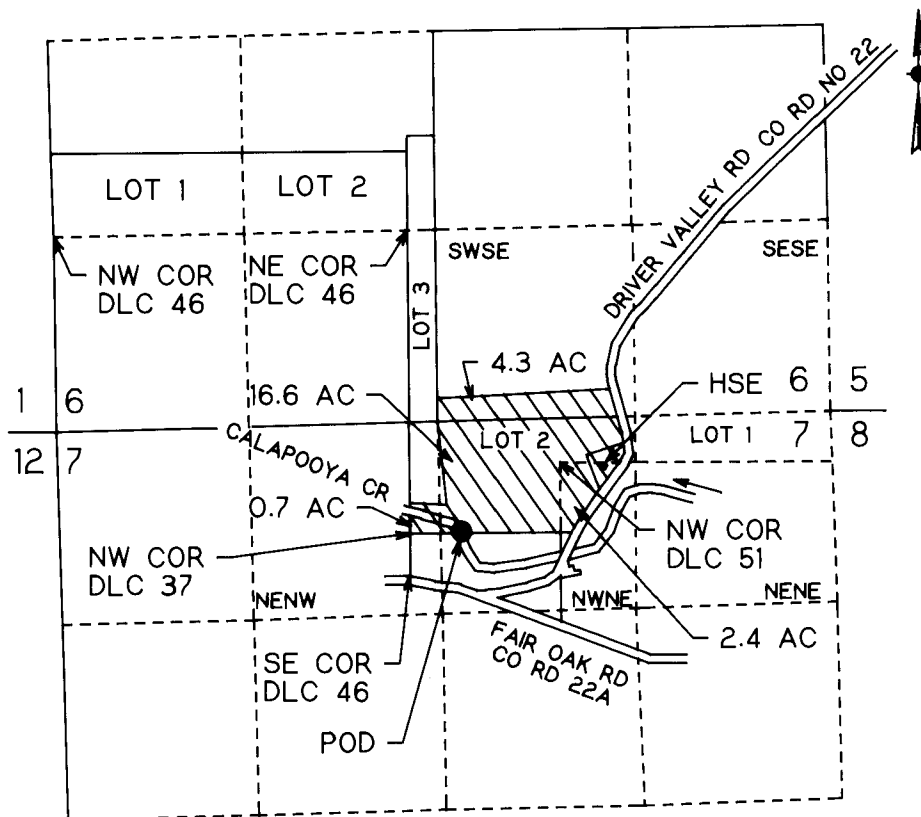 DRIVER VALLEY RD CO RD NO 22
LOT 1
LOT 2
NW COR
DLC 46
NE COR
DLC 46
LOT 3
SWSE
SESE
4.3 AC
HSE
6
5
1
6
16.6 AC
LOT 2
LOT 1
7
8
12
7
CALAPOOYA CR
0.7 AC
NW COR
DLC 37
NW COR
DLC 51
NENW
NWNE
NENE
2.4 AC
SE COR
DLC 46
FAIR OAK RD
CO RD 22A
POD